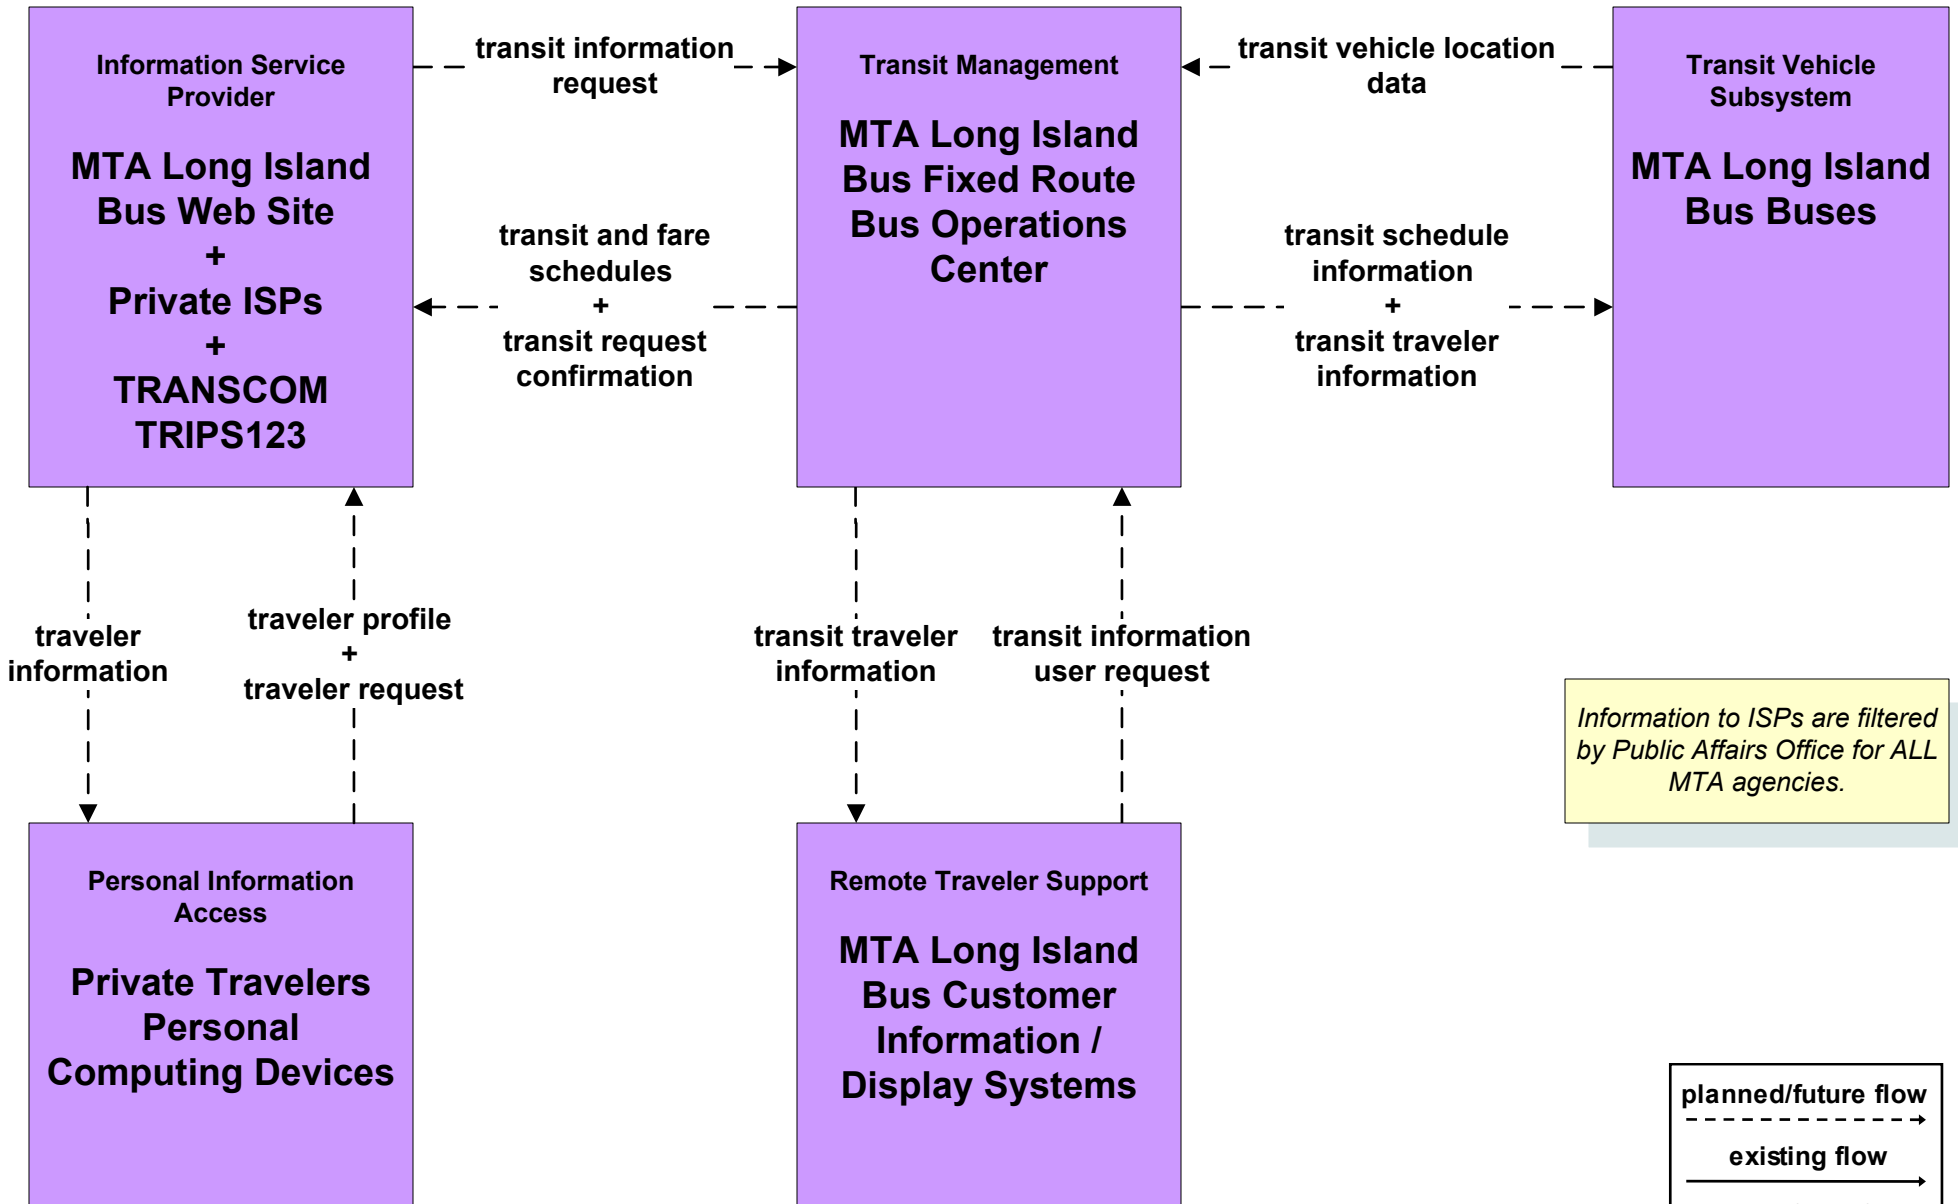 Information Service
Provider
MTA Long Island
Bus Web Site
+
Private ISPs
+
TRANSCOM
TRIPS123
transit information
request
Transit Management
MTA Long Island
Bus Fixed Route
Bus Operations
Center
transit vehicle location
data
Transit Vehicle
Subsystem
MTA Long Island
Bus Buses
transit and fare
schedules
+
transit request
confirmation
transit schedule
information
+
transit traveler
information
traveler
information
traveler profile
+
traveler request
transit traveler
information
transit information
user request
Information to ISPs are filtered
by Public Affairs Office for ALL
MTA agencies.
Personal Information
Access
Private Travelers
Personal
Computing Devices
Remote Traveler Support
MTA Long Island
Bus Customer
Information /
Display Systems
planned/future flow
existing flow